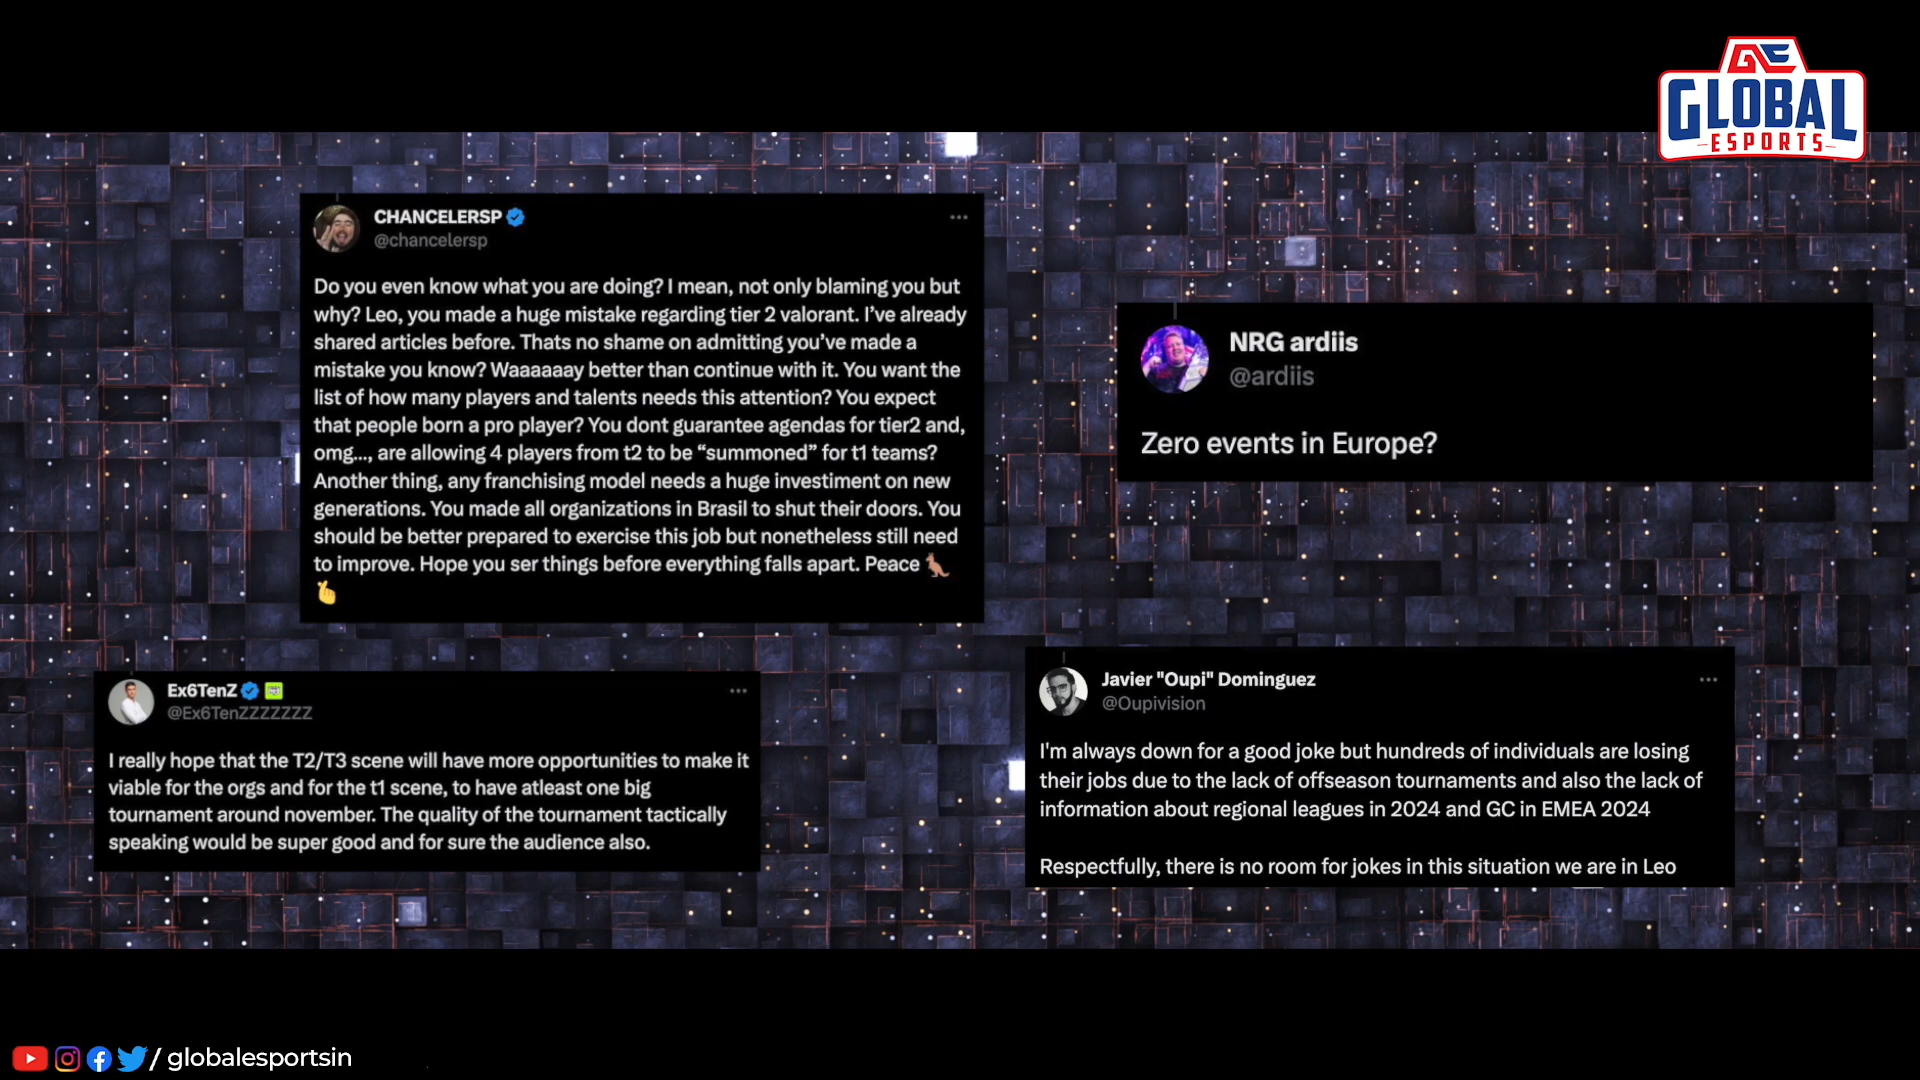 GE
GLOBAL
ESPORTS
CHANCELERSP
@chancelersp
Do you even know what you are doing? I mean, not only blaming you but
why? Leo, you made a huge mistake regarding tier 2 valorant. I’ve already
shared articles before. Thats no shame on admitting you’ve made a
mistake you know? Waaaaaay better than continue with it. You want the
list of how many players and talents needs this attention? You expect
that people born a pro player? You dont guarantee agendas for tier2 and,
omg..., are allowing 4 players from t2 to be “summoned” for t1 teams?
Another thing, any franchising model needs a huge investiment on new
generations. You made all organizations in Brasil to shut their doors. You
should be better prepared to exercise this job but nonetheless still need
to improve. Hope you ser things before everything falls apart. Peace 🦘
🫰
NRG ardiis
@ardiis
Zero events in Europe?
Ex6TenZ
@Ex6TenZZZZZZZ
I really hope that the T2/T3 scene will have more opportunities to make it
viable for the orgs and for the t1 scene, to have atleast one big
tournament around november. The quality of the tournament tactically
speaking would be super good and for sure the audience also.
Javier "Oupi" Dominguez
@Oupivision
I'm always down for a good joke but hundreds of individuals are losing
their jobs due to the lack of offseason tournaments and also the lack of
information about regional leagues in 2024 and GC in EMEA 2024
Respectfully, there is no room for jokes in this situation we are in Leo
/ globalesportsin